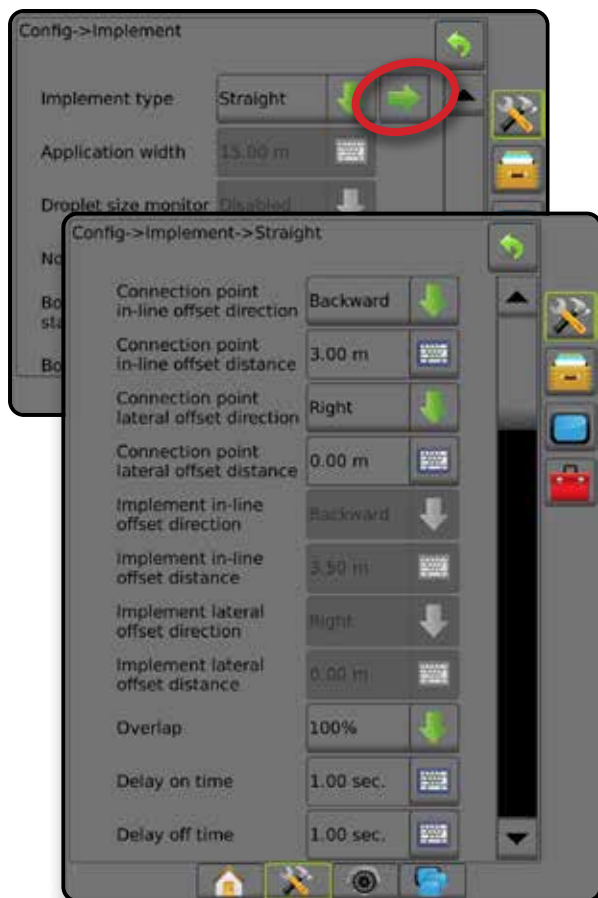 Config->Implement
Implement type Straight
Application width 15.00 m
Droplet size monitor Disabled
No
Bo
sta
Bo
Config->Implement->Straight
Connection point
in-line offset direction Backward
Connection point
in-line offset distance 3.00 m
Connection point
lateral offset direction Right
Connection point
lateral offset distance 0.00 m
Implement in-line
offset direction Backward
Implement in-line
offset distance 3.50 m
Implement lateral
offset direction Right
Implement lateral
offset distance 0.00 m
Overlap 100%
Delay on time 1.00 sec.
Delay off time 1.00 sec.